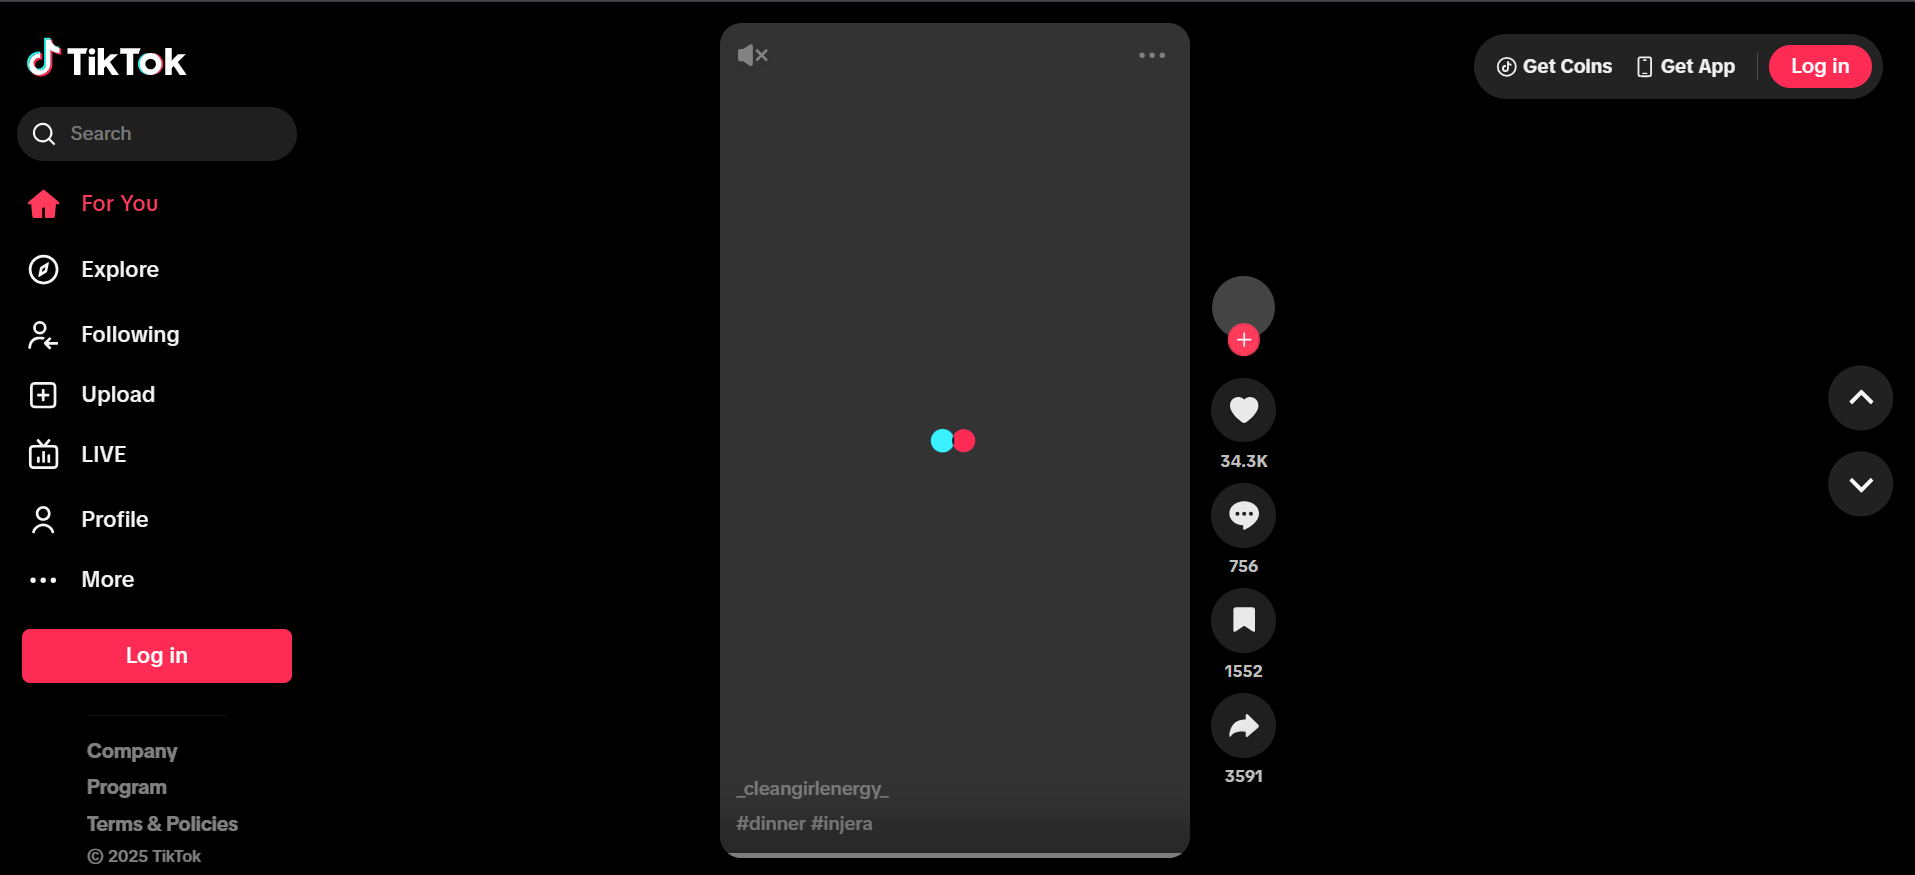 TikTok
Search
For You
Explore
Following
Upload
LIVE
Profile
More
Log in
Company
Program
Terms & Policies
© 2025 TikTok
_cleangirlenergy_
#dinner #injera
34.3K
756
1552
3591
Get Coins
Get App
Log in